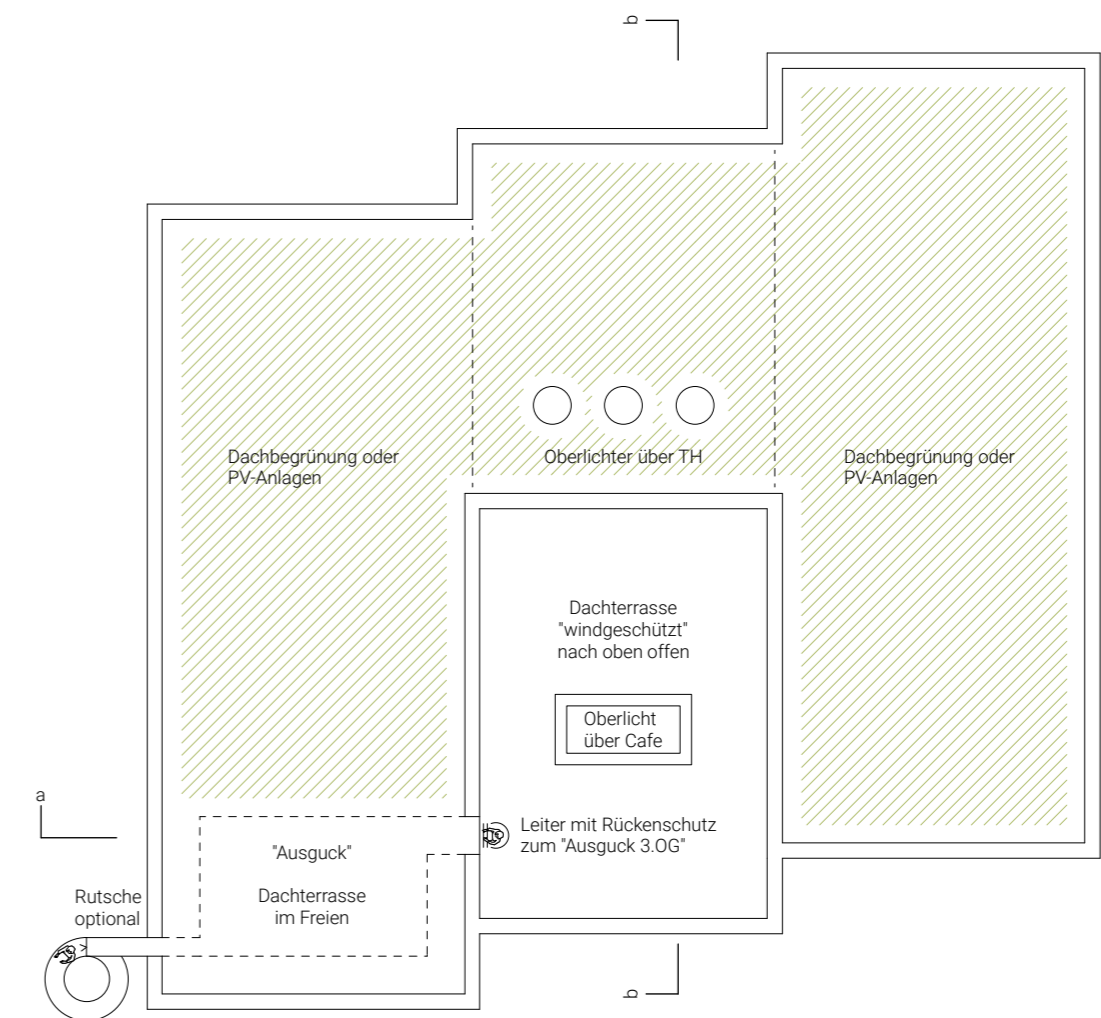 b
Dachbegrünung oder
PV-Anlagen
Oberlichter über TH
Dachbegrünung oder
PV-Anlagen
Dachterrasse
"windgeschützt"
nach oben offen
Oberlicht
über Cafe
a
Leiter mit Rückenschutz
zum "Ausguck 3.OG"
"Ausguck"
Dachterrasse
im Freien
Rutsche
optional
b